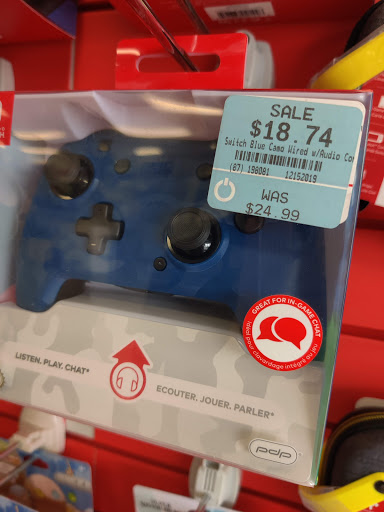 SALE
$18.74
Switch Blue Camo Wired w/Audio Co
(87) 198081 12152019
WAS
$24.99
GREAT FOR IN-GAME CHAT
LISTEN. PLAY. CHAT*
ECOUTER. JOUER. PARLER*
pdp